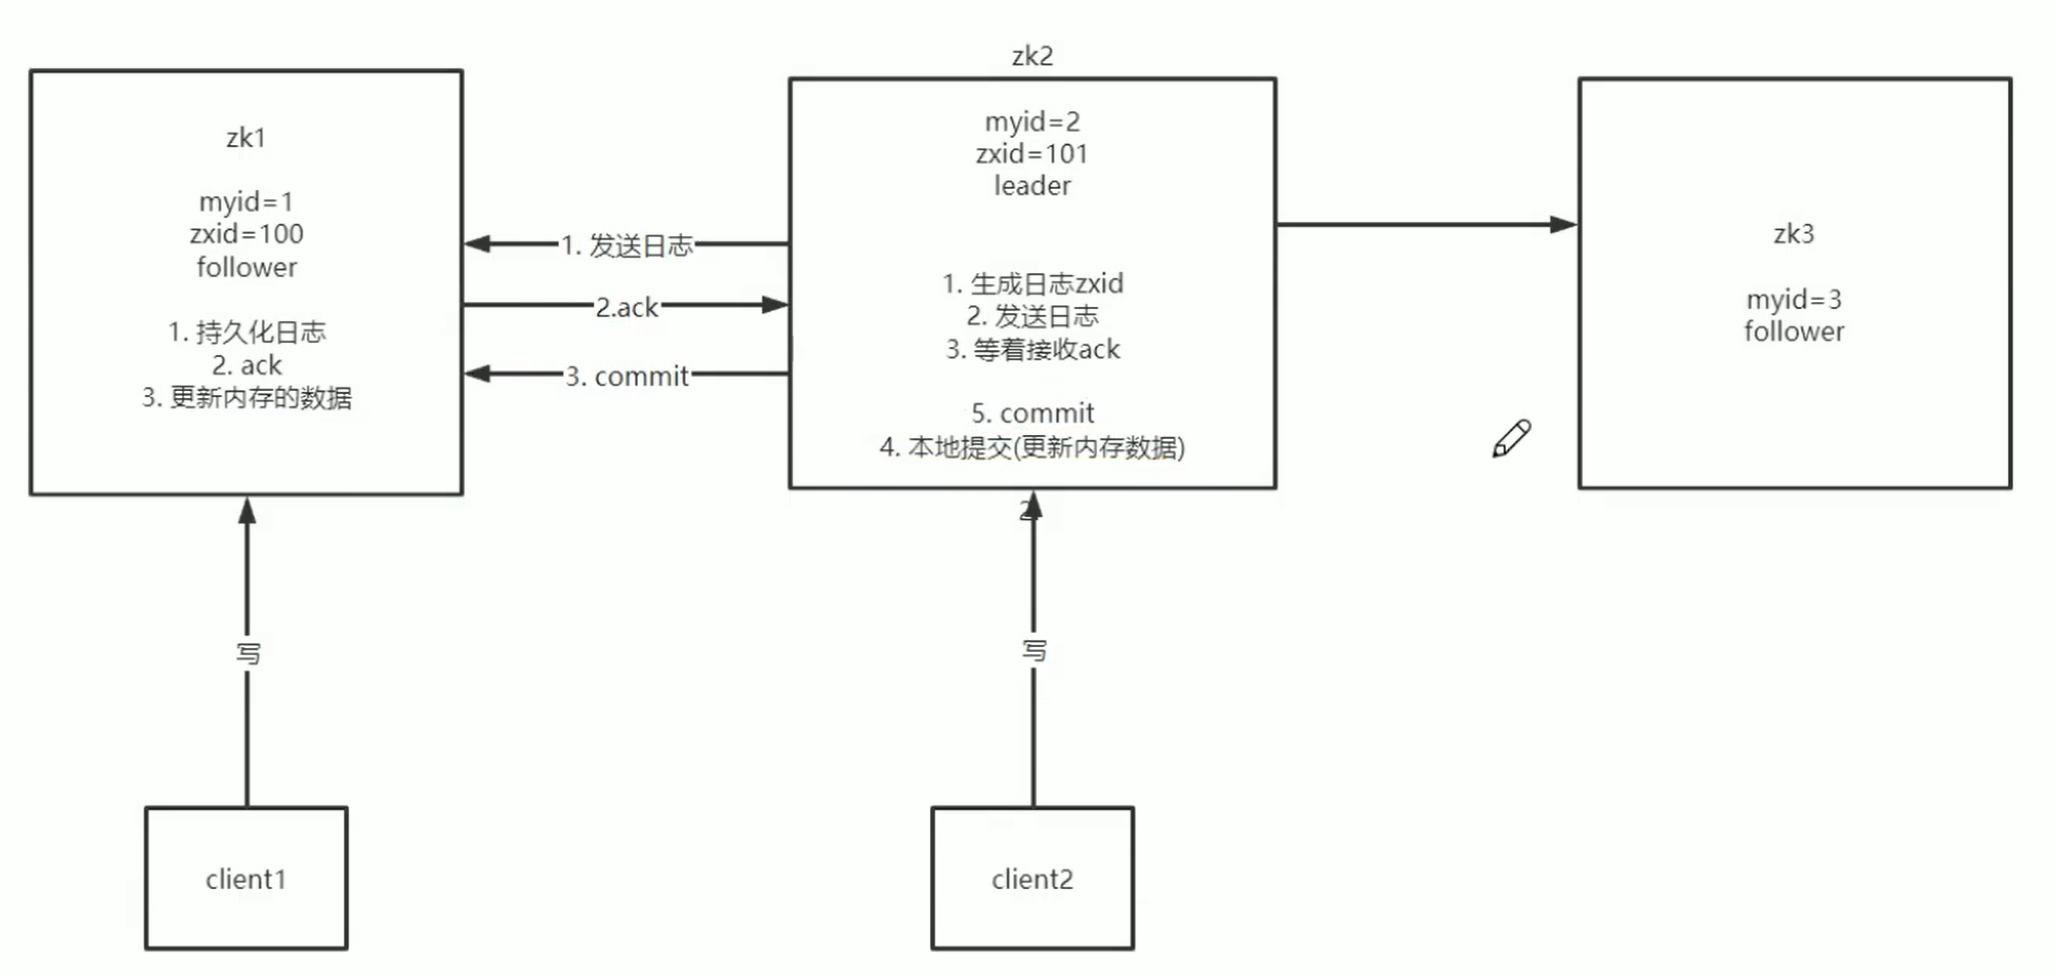 zk1
myid=1
zxid=100
follower
1. 持久化日志
2. ack
3. 更新内存的数据
1. 发送日志
2.ack
3. commit
zk2
myid=2
zxid=101
leader
1. 生成日志zxid
2. 发送日志
3. 等着接收ack
5. commit
4. 本地提交(更新内存数据)
2
zk3
myid=3
follower
写
写
client1
client2